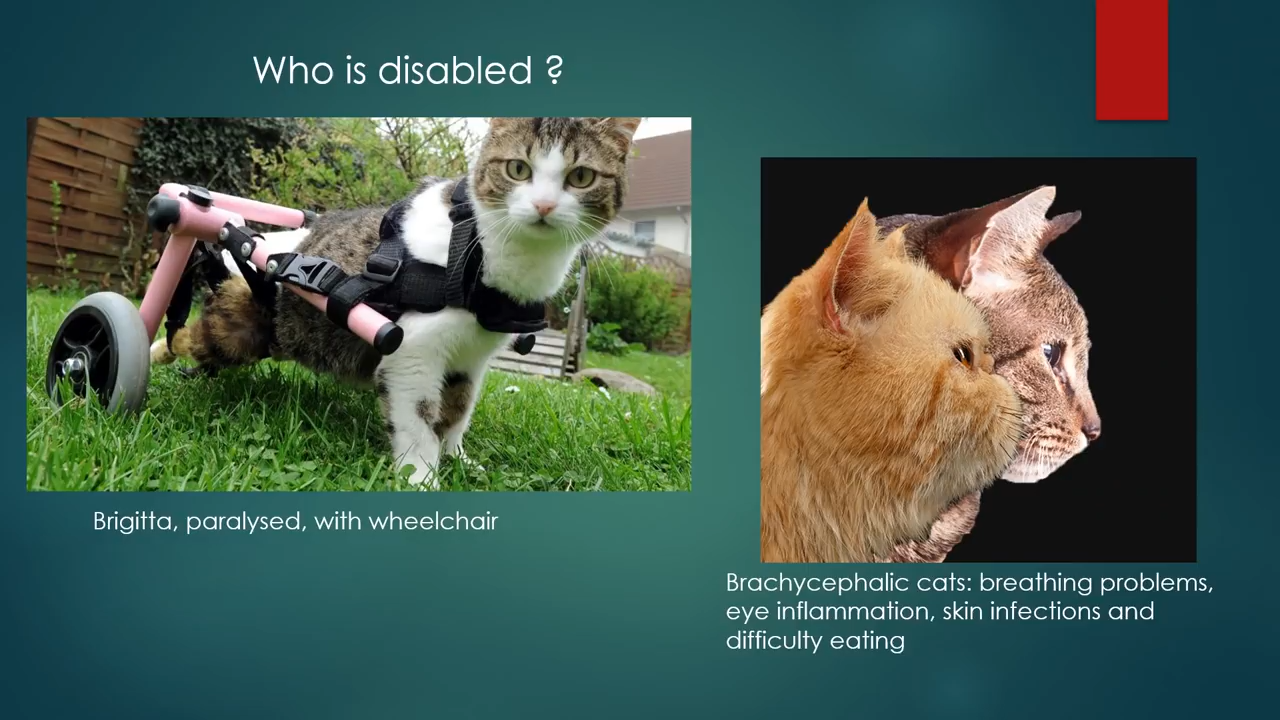 Who is disabled ?
Brigitta, paralysed, with wheelchair
Brachycephalic cats: breathing problems,
eye inflammation, skin infections and
difficulty eating